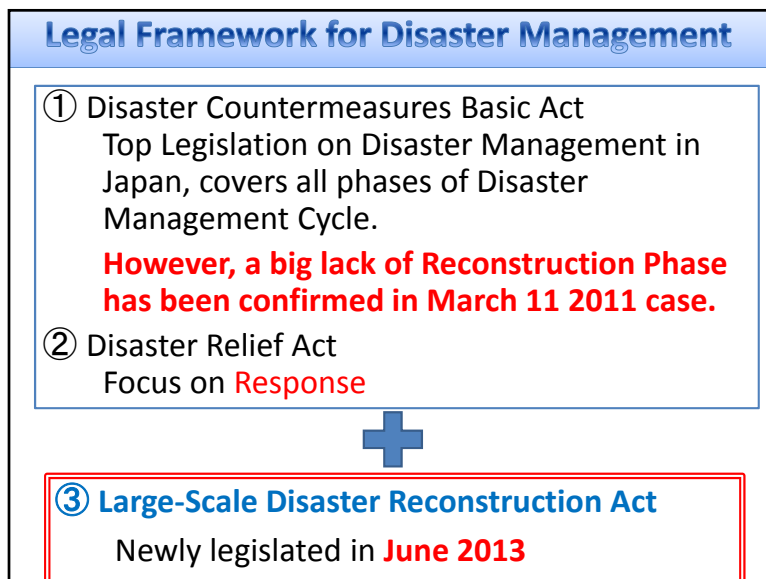 Legal Framework for Disaster Management
① Disaster Countermeasures Basic Act
Top Legislation on Disaster Management in
Japan, covers all phases of Disaster
Management Cycle.
However, a big lack of Reconstruction Phase
has been confirmed in March 11 2011 case.
② Disaster Relief Act
Focus on Response
③ Large-Scale Disaster Reconstruction Act
Newly legislated in June 2013